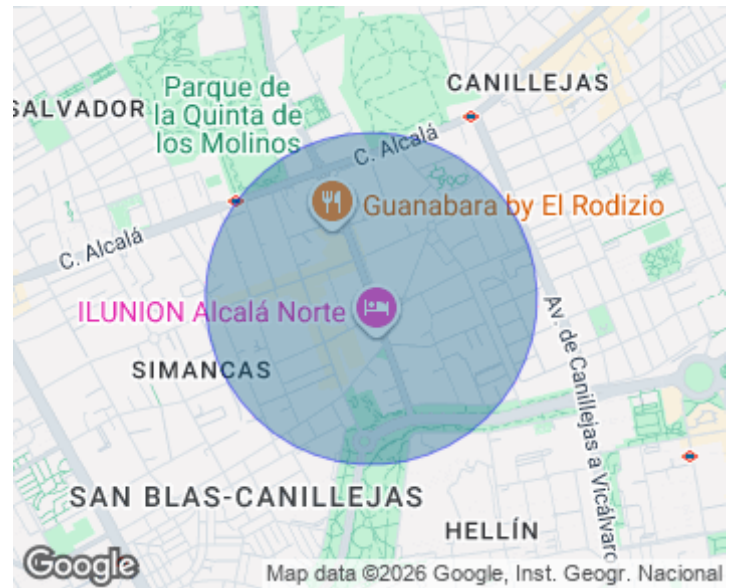 CANILLEJAS
Parque de
la Quinta de
los Molinos
SALVADOR
C. Alcalá
Guanabara by El Rodizio
C. Alcalá
ILUNION Alcalá Norte
Av. de Canillejas a Vicálvaro
SIMANCAS
SAN BLAS-CANILLEJAS
HELLÍN
Google
Map data ©2026 Google, Inst. Geogr. Nacional